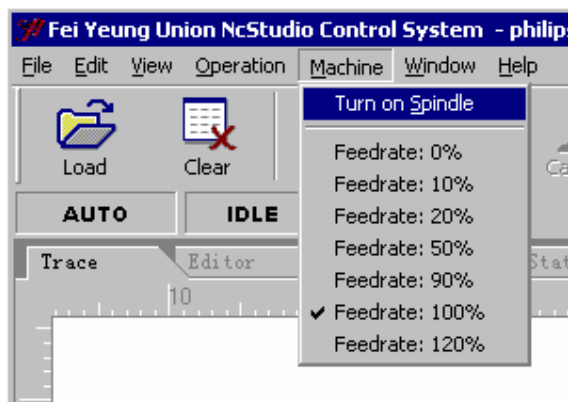 Fei Yeung Union NcStudio Control System - philips
File Edit View Operation Machine Window Help
Turn on Spindle
Load Clear
Feedrate: 0%
Feedrate: 10%
AUTO IDLE
Feedrate: 20%
Feedrate: 50%
Trace Editor Stat
Feedrate: 90%
10
Feedrate: 100%
Feedrate: 120%